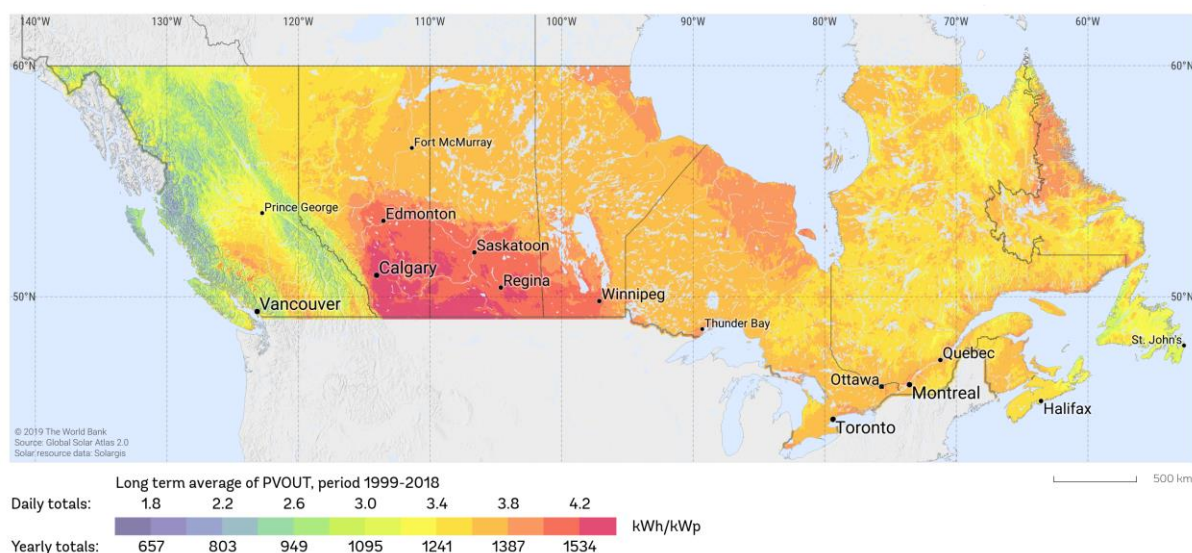 140°W 120°W 110°W 100°W 90°W 80°W 70°W 60°W
60°N 60°N
Fort McMurray
Prince George
Edmonton
Saskatoon
Calgary
Regina
50°N 50°N
Winnipeg
Vancouver
Thunder Bay
St. John's
Quebec
Ottawa
Montreal
Halifax
Toronto
© 2019 The World Bank
Source: Global Solar Atlas 2.0
Solar resource data: Solargis
Long term average of PVOUT, period 1999-2018
500 km
Daily totals: 1.8 2.2 2.6 3.0 3.4 3.8 4.2
kWh/kWp
Yearly totals: 657 803 949 1095 1241 1387 1534